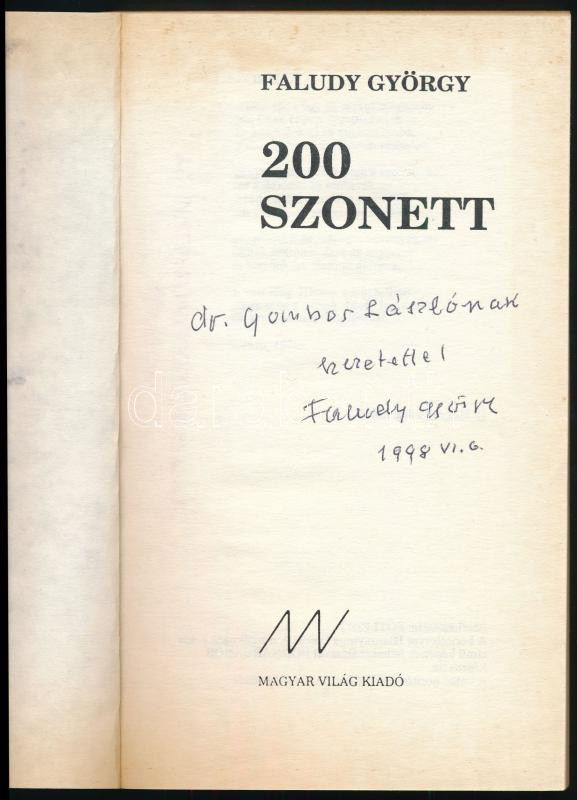 FALUDY GYÖRGY
200
SZONETT
dr. Gombos Lászlónak
szeretettel
Faludy György
1998 VI. 6.
MAGYAR VILÁG KIADÓ